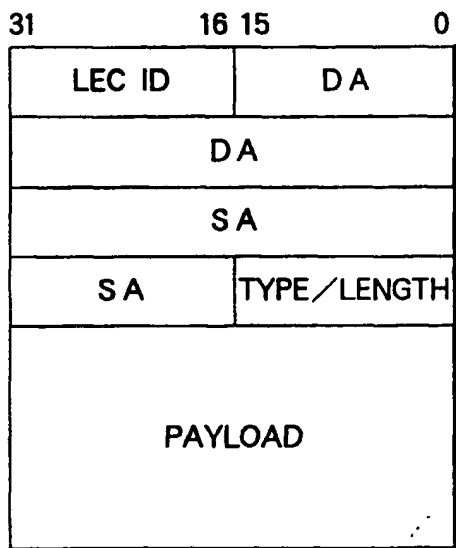 31 16 15 0
LEC ID DA
DA
SA
SA TYPE/LENGTH
PAYLOAD